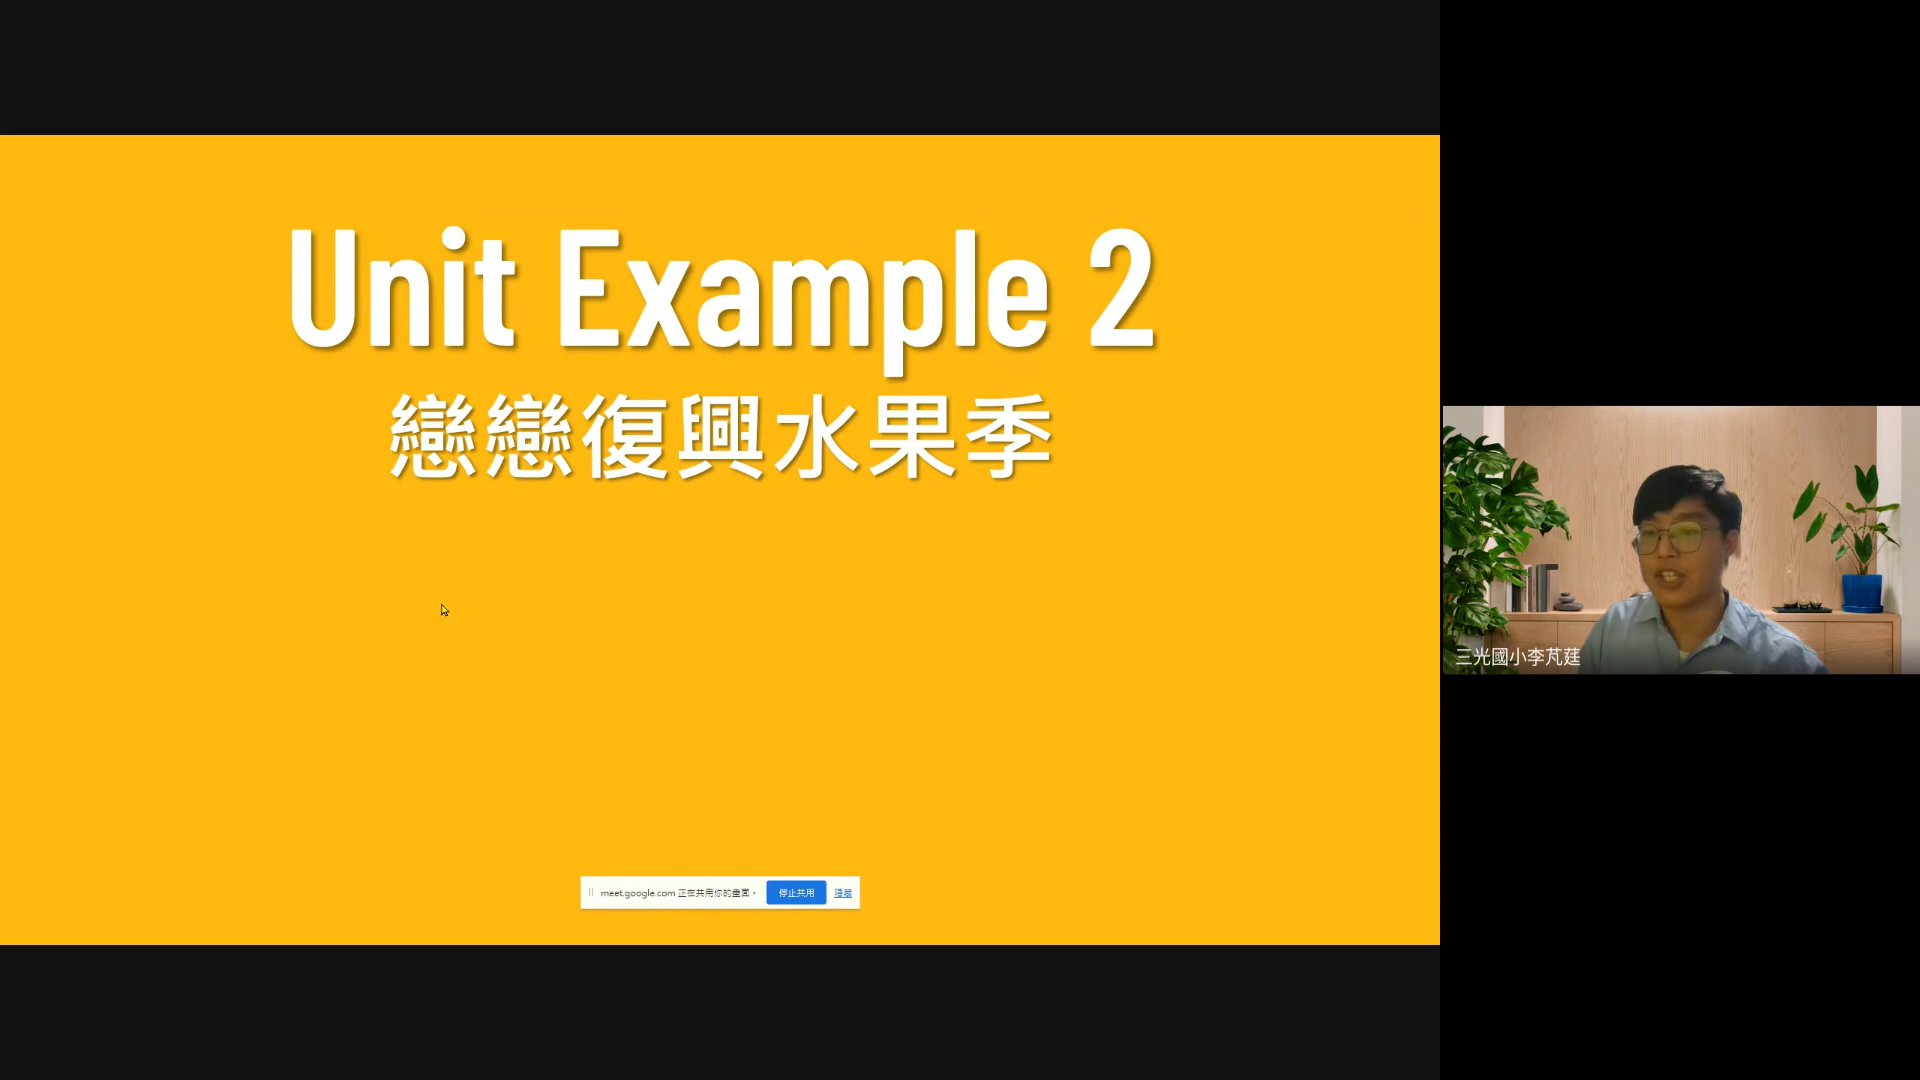 Unit Example 2
戀戀復興水果季
meet.google.com 正在共用你的畫面。
停止共用
隱藏
三光國小李芃莛